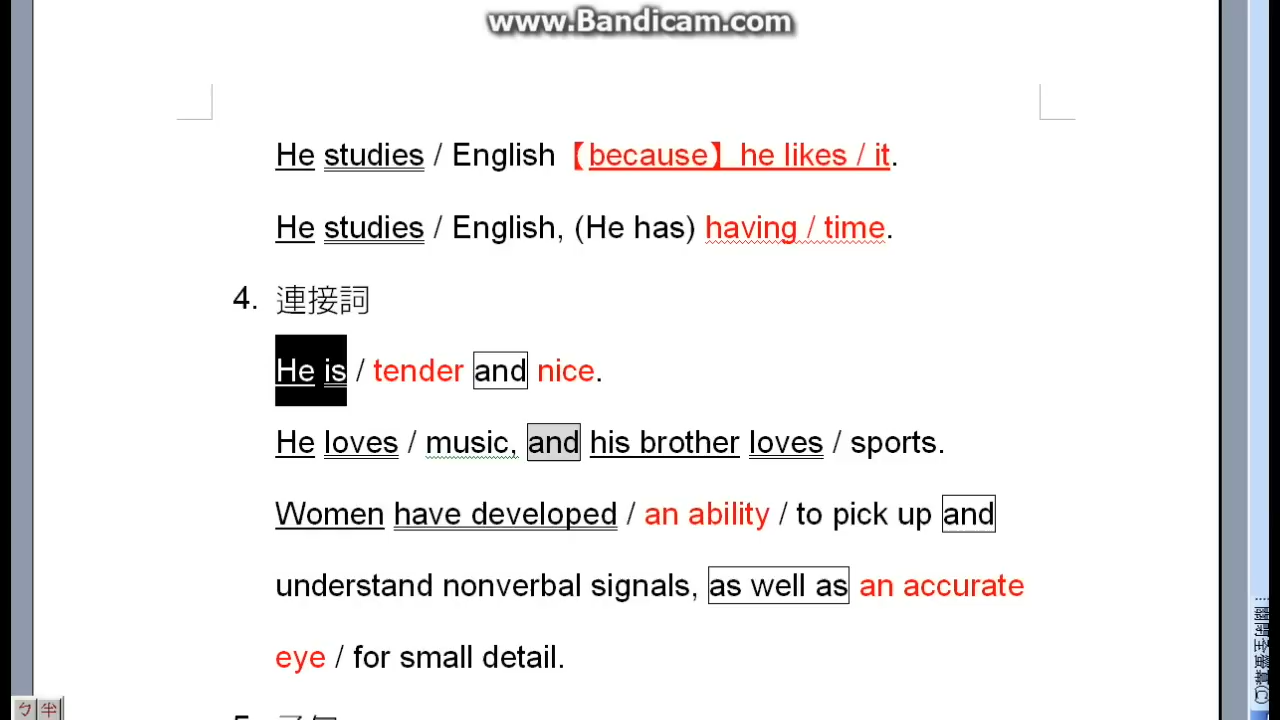 www.Bandicam.com
He studies / English【because】he likes / it.
He studies / English, (He has) having / time.
4. 連接詞
He is / tender and nice.
He loves / music, and his brother loves / sports.
Women have developed / an ability / to pick up and
understand nonverbal signals, as well as an accurate
eye / for small detail.
ㄅ半